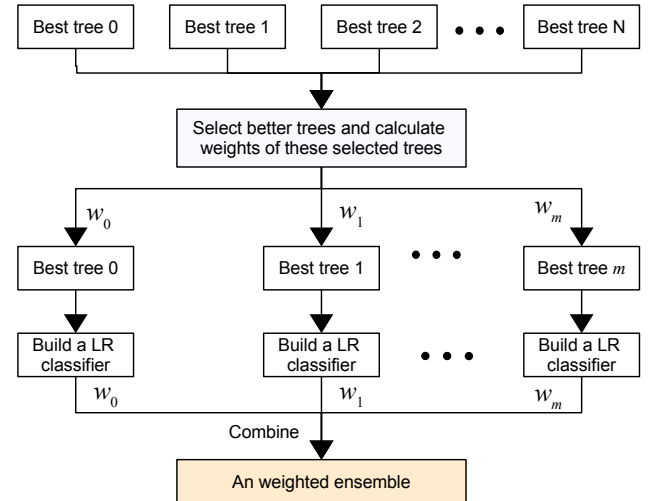 Best tree 0
Best tree 1
Best tree 2
Best tree N
Select better trees and calculate
weights of these selected trees
w0
w1
wm
Best tree 0
Best tree 1
Best tree m
Build a LR
classifier
Build a LR
classifier
Build a LR
classifier
w0
w1
wm
Combine
An weighted ensemble